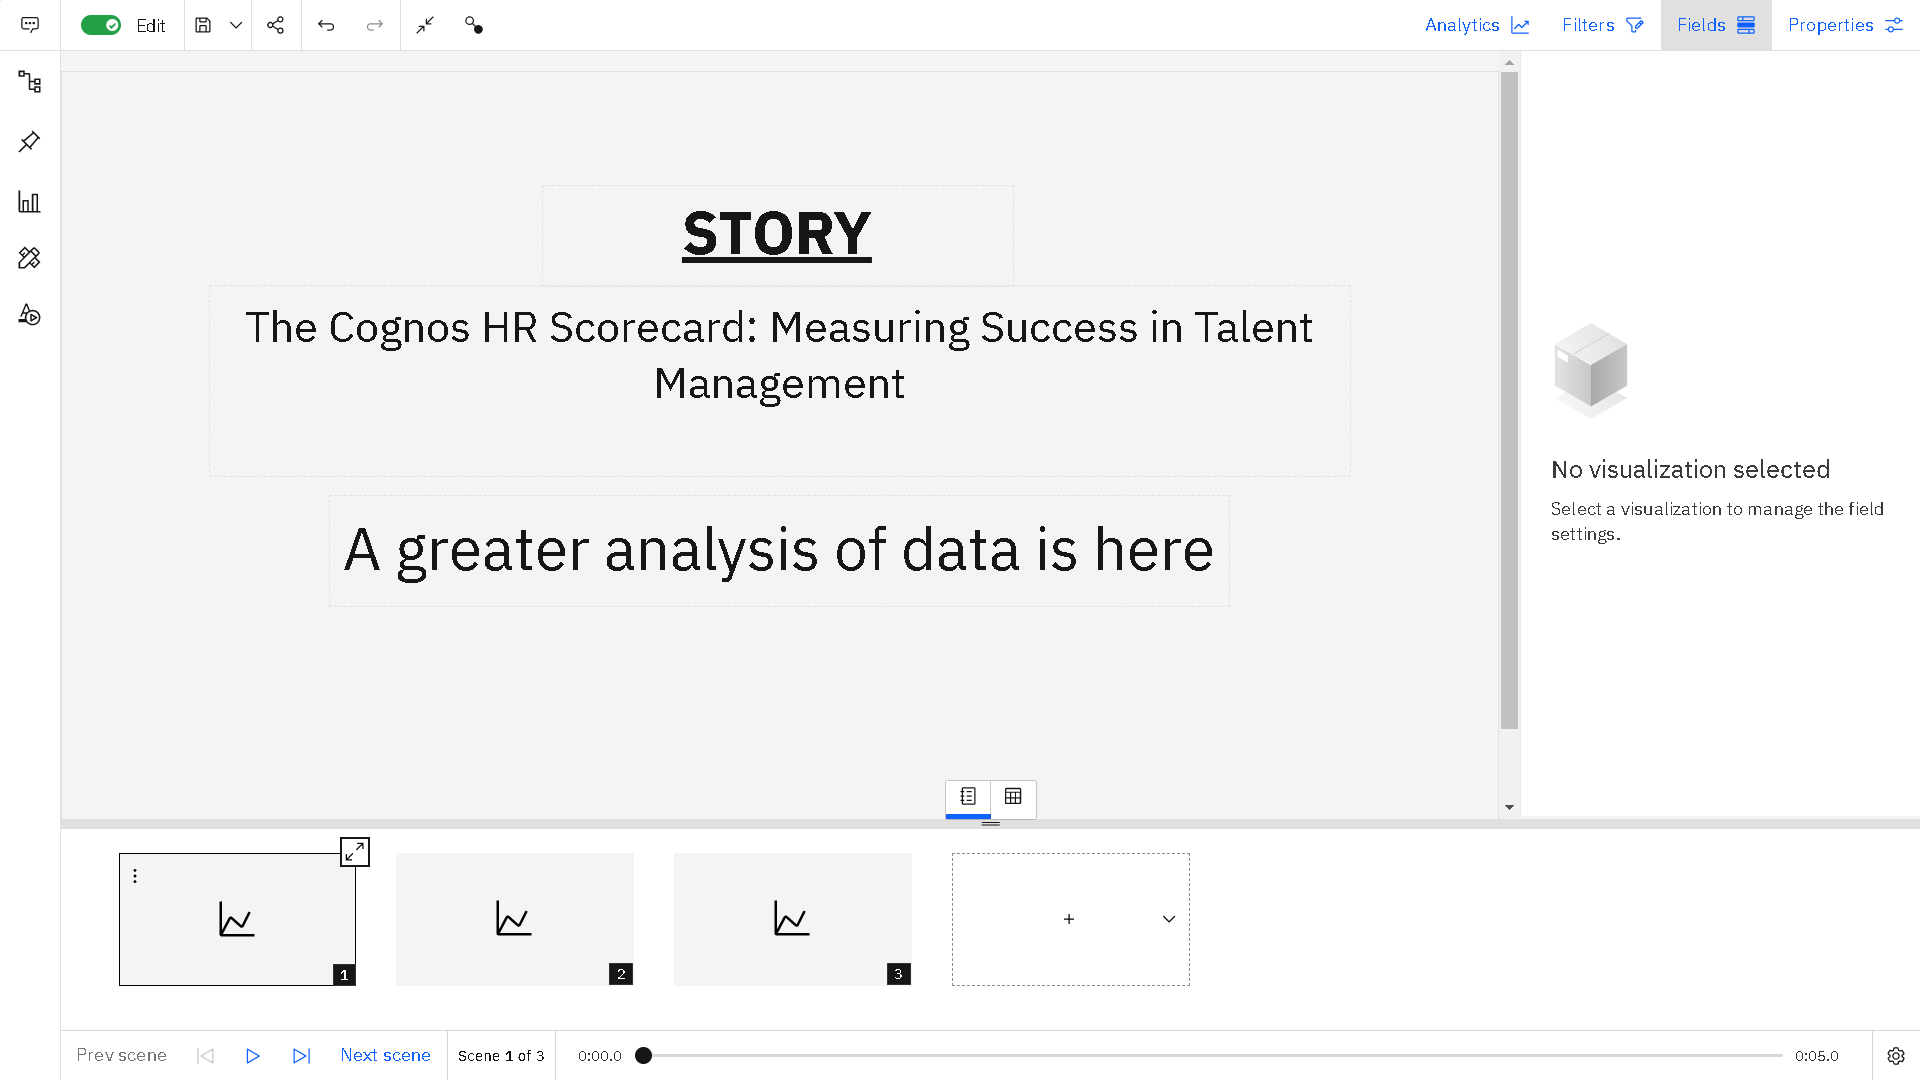 Edit
Analytics
Filters
Fields
Properties
STORY
The Cognos HR Scorecard: Measuring Success in Talent
Management
A greater analysis of data is here
No visualization selected
Select a visualization to manage the field
settings.
1
2
3
Prev scene
Next scene
Scene 1 of 3
0:00.0
0:05.0